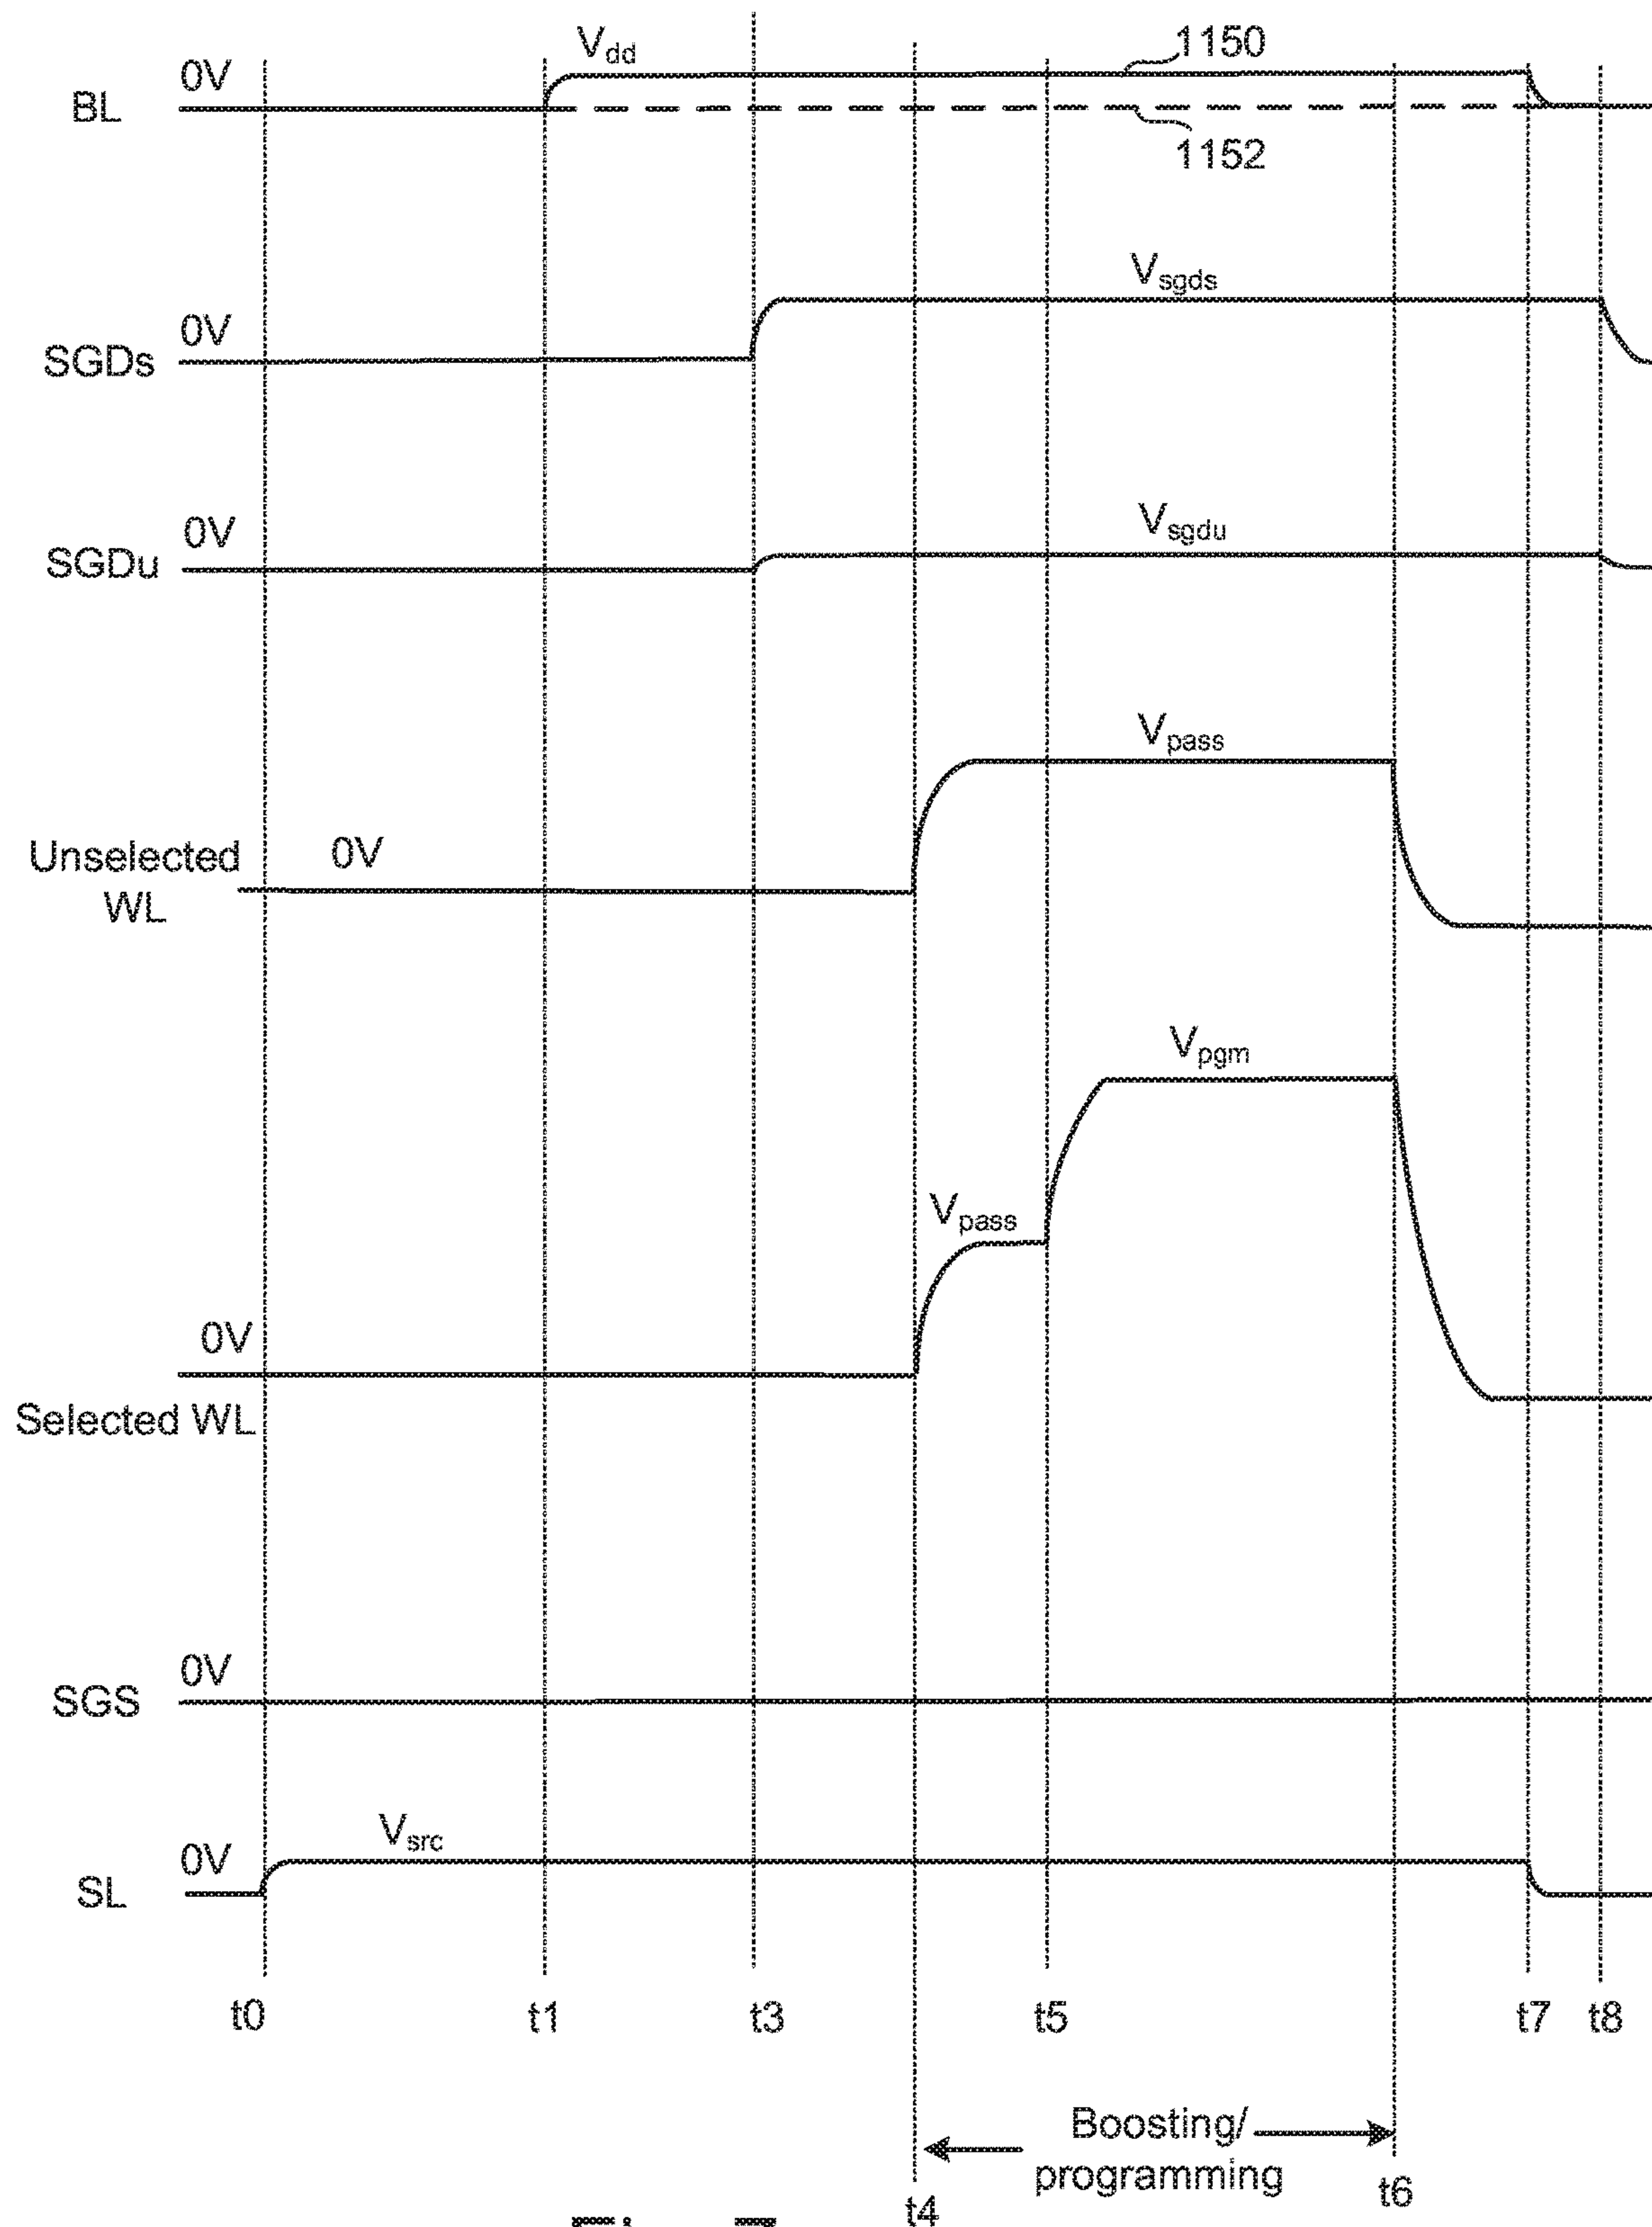 Vdd
1150
0V
BL
1152
Vsgds
0V
SGDs
Vsgdu
0V
SGDu
Vpass
Unselected
WL
0V
Vpgm
Vpass
0V
Selected WL
0V
SGS
Vsrc
0V
SL
t0 t1 t3 t5 t7 t8
Boosting/
programming
t4 t6